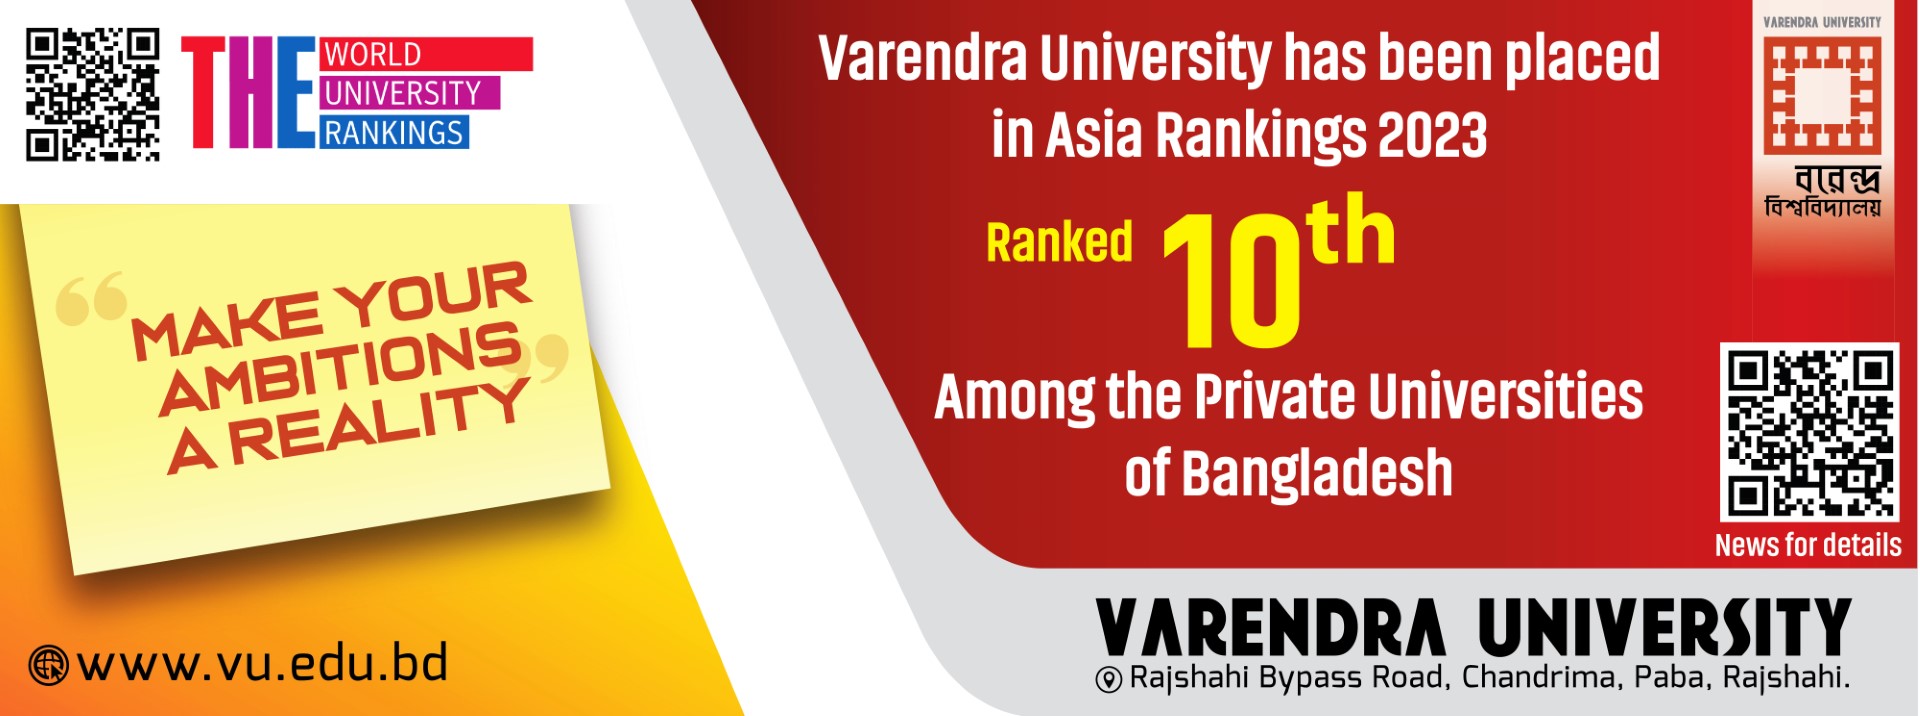 THE WORLD
UNIVERSITY
RANKINGS
“MAKE YOUR
AMBITIONS
A REALITY”
www.vu.edu.bd
Varendra University has been placed
in Asia Rankings 2023
Ranked 10th
Among the Private Universities
of Bangladesh
VARENDRA UNIVERSITY
বরেন্দ্র
বিশ্ববিদ্যালয়
News for details
VARENDRA UNIVERSITY
Rajshahi Bypass Road, Chandrima, Paba, Rajshahi.